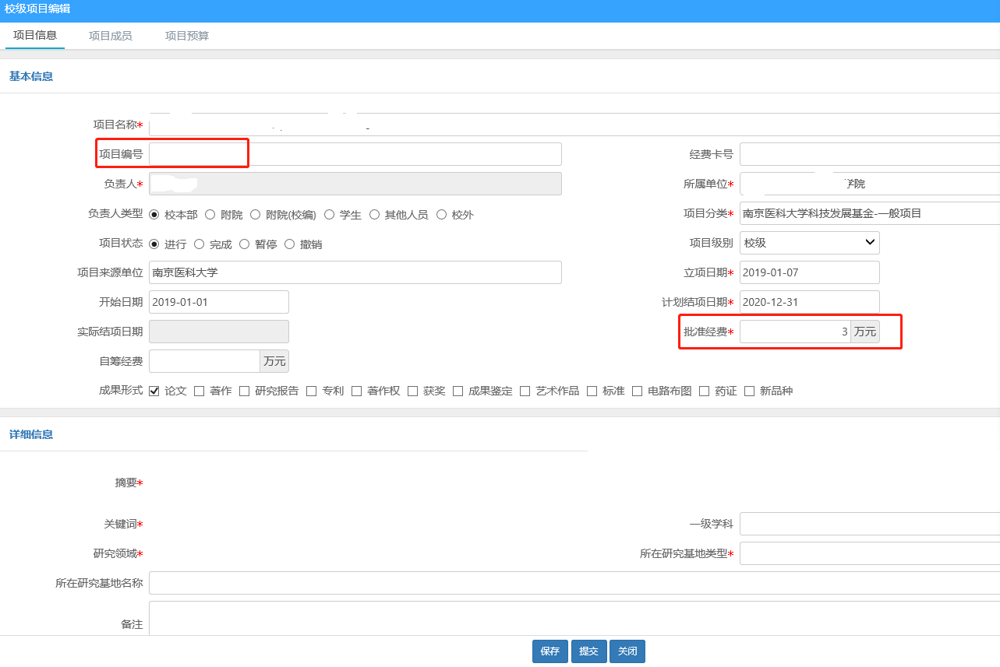 校级项目编辑
项目信息 项目成员 项目预算
基本信息
项目名称*
项目编号 经费卡号
负责人* 所属单位* 学院
负责人类型 校本部 附院 附院(校编) 学生 其他人员 校外 项目分类* 南京医科大学科技发展基金-一般项目
项目状态 进行 完成 暂停 撤销 项目级别 校级
项目来源单位 南京医科大学 立项日期* 2019-01-07
开始日期 2019-01-01 计划结项日期* 2020-12-31
实际结项日期 批准经费* 3 万元
自筹经费 万元
成果形式 论文 著作 研究报告 专利 著作权 获奖 成果鉴定 艺术作品 标准 电路布图 药证 新品种
详细信息
摘要*
关键词* 一级学科
研究领域* 所在研究基地类型*
所在研究基地名称
备注
保存 提交 关闭